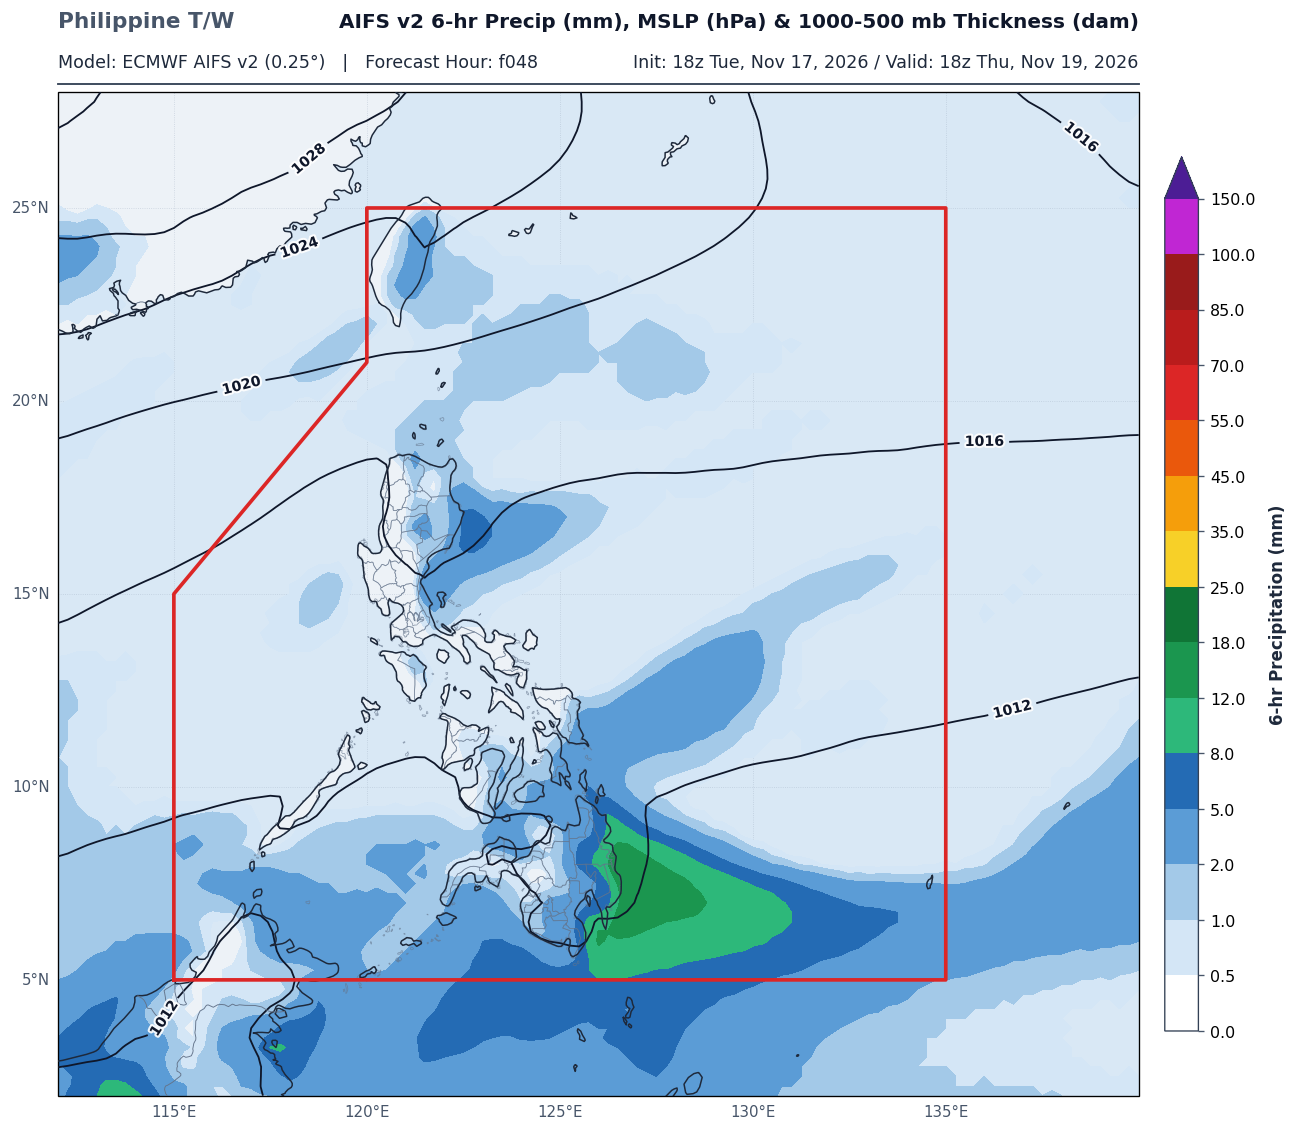 Philippine T/W
AIFS v2 6-hr Precip (mm), MSLP (hPa) & 1000-500 mb Thickness (dam)
Model: ECMWF AIFS v2 (0.25°) | Forecast Hour: f048
Init: 18z Tue, Nov 17, 2026 / Valid: 18z Thu, Nov 19, 2026
1028
1016
1024
1020
1016
1012
1012
25°N
20°N
15°N
10°N
5°N
115°E
120°E
125°E
130°E
135°E
150.0
100.0
85.0
70.0
55.0
45.0
35.0
25.0
18.0
12.0
8.0
5.0
2.0
1.0
0.5
0.0
6-hr Precipitation (mm)